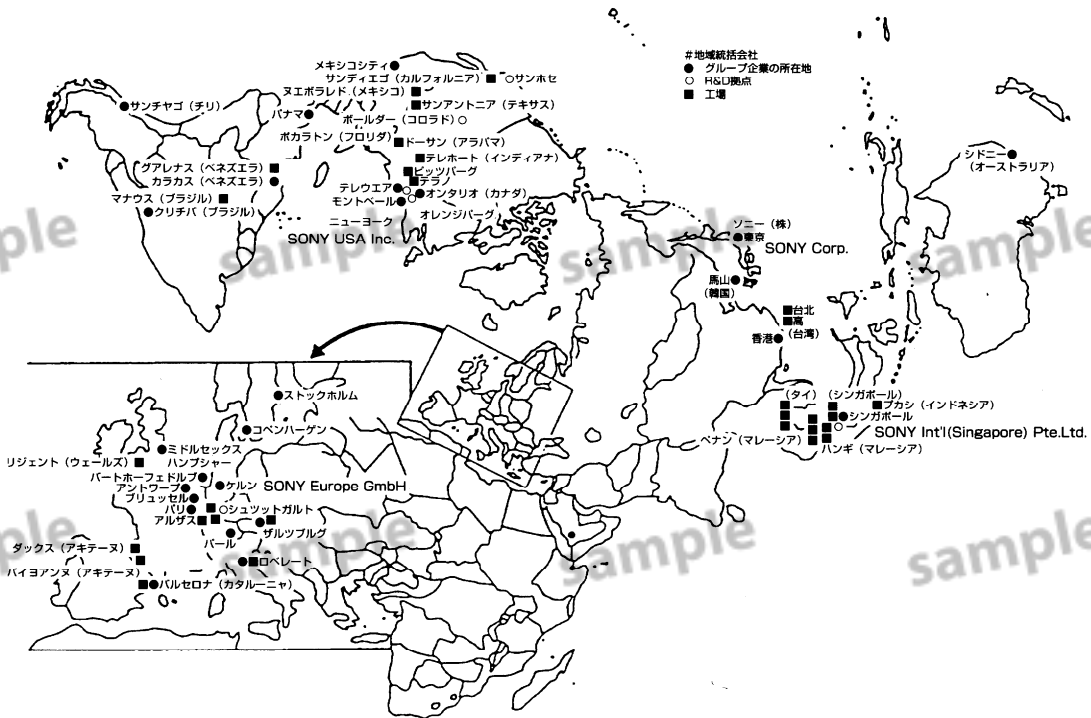 #地域統括会社
● グループ企業の所在地
○ R&D拠点
■ 工場
メキシコシティ
サンディエゴ（カルフォルニア）
サンホセ
ヌエボラレド（メキシコ）
サンアントニア（テキサス）
サンチャゴ（チリ）
パナマ
ボールダー（コロラド）
ボカラトン（フロリダ）
ドーサン（アラバマ）
テレホート（インディアナ）
グアレナス（ベネズエラ）
ピッツバーグ
カラカス（ベネズエラ）
デラノ
テレウエア
オンタリオ（カナダ）
マナウス（ブラジル）
モントベール
クリチバ（ブラジル）
オレンジバーグ
ニューヨーク
SONY USA Inc.
シドニー
（オーストラリア）
ソニー（株）
東京
SONY Corp.
馬山
（韓国）
台北
高
（台湾）
香港
（タイ）（シンガポール）
ブカシ（インドネシア）
シンガポール
SONY Int'l(Singapore) Pte.Ltd.
ペナン（マレーシア）
バンギ（マレーシア）
ストックホルム
コペンハーゲン
ミドルセックス
リジェント（ウェールズ）
ハンプシャー
バートホーフェドルプ
ケルン
SONY Europe GmbH
アントワープ
ブリュッセル
パリ
シュツットガルト
アルザス
ザルツブルグ
バール
ダックス（アキテーヌ）
ロベレート
バイヨアンヌ（アキテーヌ）
バルセロナ（カタルーニャ）
sample
sample
sample
sample
sample
sample
sample
sample